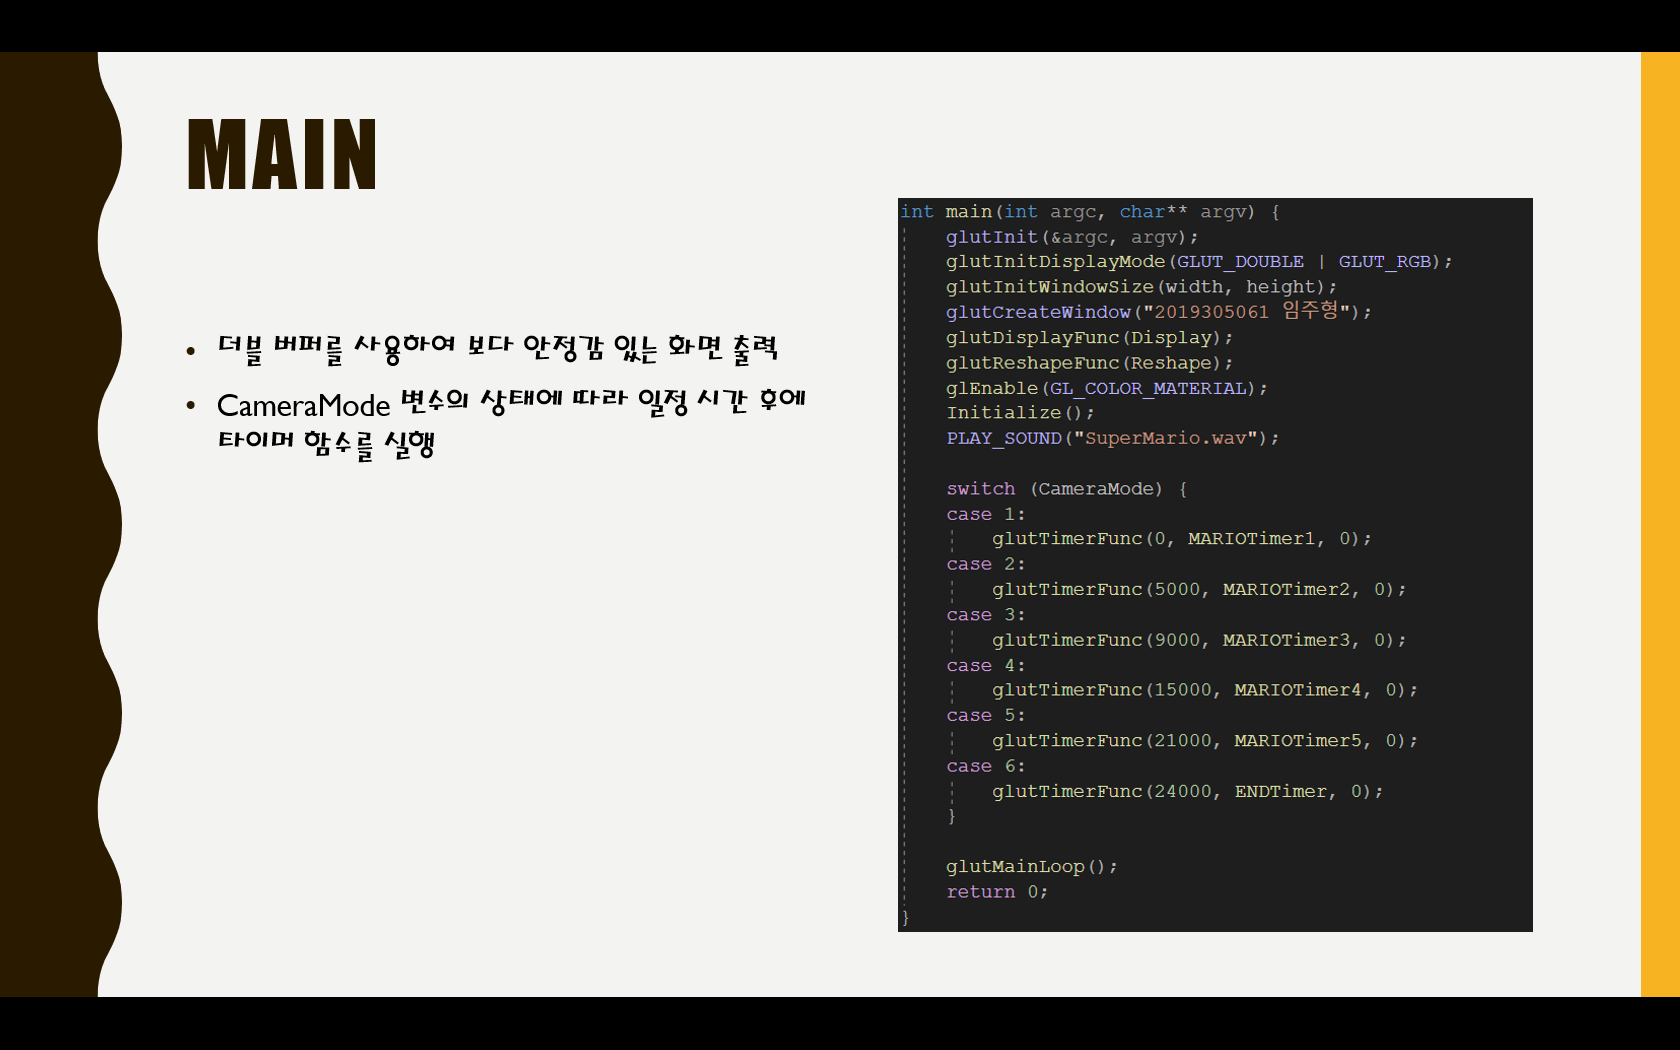 MAIN
• 더블 버퍼를 사용하여 보다 안정감 있는 화면 출력
• CameraMode 변수의 상태에 따라 일정 시간 후에
타이머 함수를 실행
int main(int argc, char** argv) {
    glutInit(&argc, argv);
    glutInitDisplayMode(GLUT_DOUBLE | GLUT_RGB);
    glutInitWindowSize(width, height);
    glutCreateWindow("2019305061 임주형");
    glutDisplayFunc(Display);
    glutReshapeFunc(Reshape);
    glEnable(GL_COLOR_MATERIAL);
    Initialize();
    PLAY_SOUND("SuperMario.wav");
    switch (CameraMode) {
    case 1:
        glutTimerFunc(0, MARIOTimer1, 0);
    case 2:
        glutTimerFunc(5000, MARIOTimer2, 0);
    case 3:
        glutTimerFunc(9000, MARIOTimer3, 0);
    case 4:
        glutTimerFunc(15000, MARIOTimer4, 0);
    case 5:
        glutTimerFunc(21000, MARIOTimer5, 0);
    case 6:
        glutTimerFunc(24000, ENDTimer, 0);
    }
    glutMainLoop();
    return 0;
}